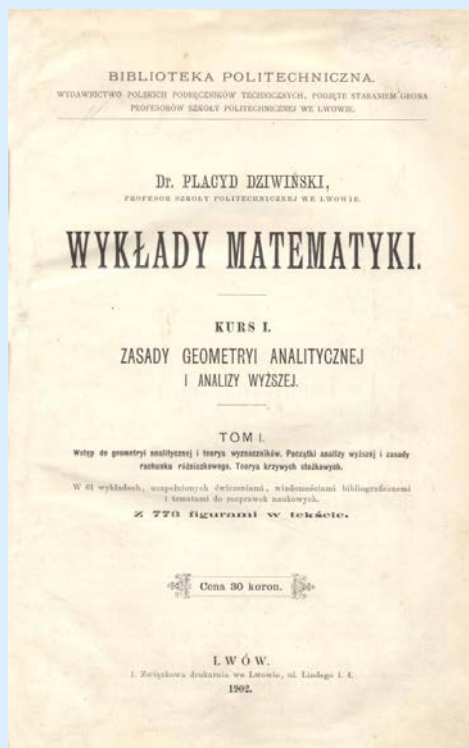 BIBLIOTEKA POLITECHNICZNA.
WYDAWNICTWO POLSKICH PODRĘCZNIKÓW TECHNICZNYCH, PODJĘTE STARANIEM GRONA
PROFESORÓW SZKOŁY POLITECHNICZNEJ WE LWOWIE.
Dr. PLACYD DZIWIŃSKI,
PROFESOR SZKOŁY POLITECHNICZNEJ WE LWOWIE.
WYKŁADY MATEMATYKI.
KURS I.
ZASADY GEOMETRYI ANALITYCZNEJ
I ANALIZY WYŻSZEJ.
TOM I.
Wstęp do geometryi analitycznej i teorya wyznaczników. Początki analizy wyższej i zasady
rachunku różniczkowego. Teorya krzywych stożkowych.
W 61 wykładach, uzupełnionych ćwiczeniami, wiadomościami bibliograficznemi
i tematami do rozprawek naukowych.
Z 778 figurami w tekście.
Cena 30 koron.
LWÓW.
I. Związkowa drukarnia we Lwowie, ul. Lindego l. 4.
1902.